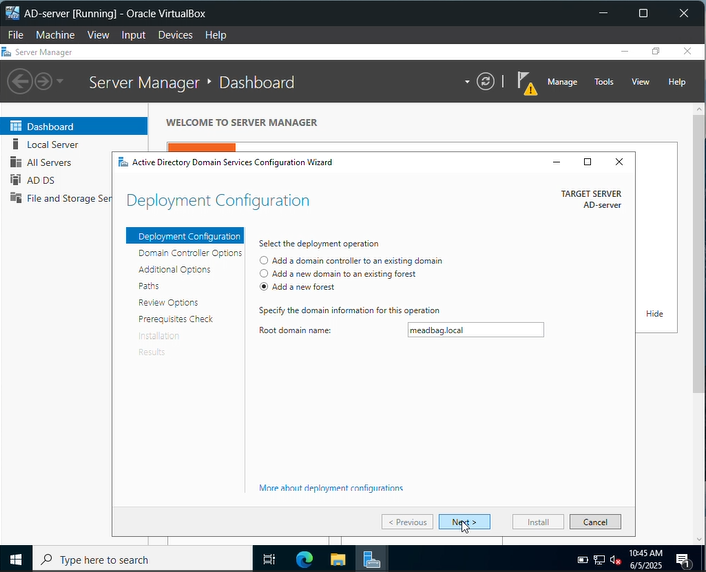 AD-server [Running] - Oracle VirtualBox
File Machine View Input Devices Help
Server Manager
Server Manager ‣ Dashboard
Manage Tools View Help
Dashboard
Local Server
All Servers
AD DS
File and Storage Ser
WELCOME TO SERVER MANAGER
Hide
Active Directory Domain Services Configuration Wizard
Deployment Configuration
TARGET SERVER
AD-server
Deployment Configuration
Domain Controller Options
Additional Options
Paths
Review Options
Prerequisites Check
Installation
Results
Select the deployment operation
Add a domain controller to an existing domain
Add a new domain to an existing forest
Add a new forest
Specify the domain information for this operation
Root domain name: meadbag.local
More about deployment configurations
< Previous Next > Install Cancel
Type here to search
10:45 AM
6/5/2025
1